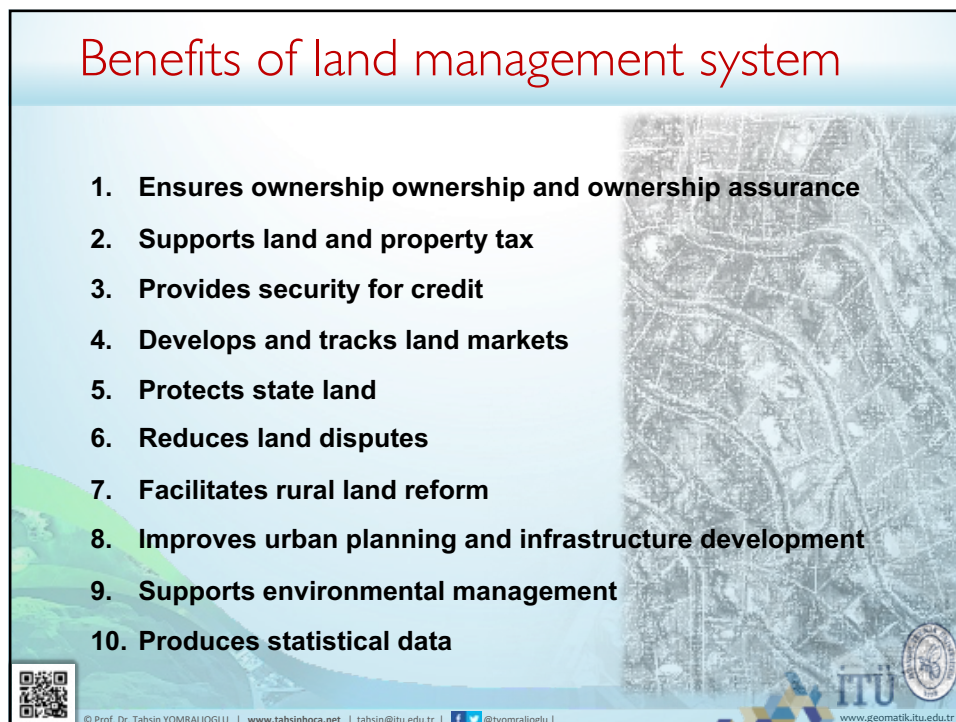 Benefits of land management system
1. Ensures ownership ownership and ownership assurance
2. Supports land and property tax
3. Provides security for credit
4. Develops and tracks land markets
5. Protects state land
6. Reduces land disputes
7. Facilitates rural land reform
8. Improves urban planning and infrastructure development
9. Supports environmental management
10. Produces statistical data
İTÜ
© Prof. Dr. Tahsin YOMRALIOGLU | www.tahsinhoca.net | tahsin@itu.edu.tr | @tyomralioglu | www.geomatik.itu.edu.tr